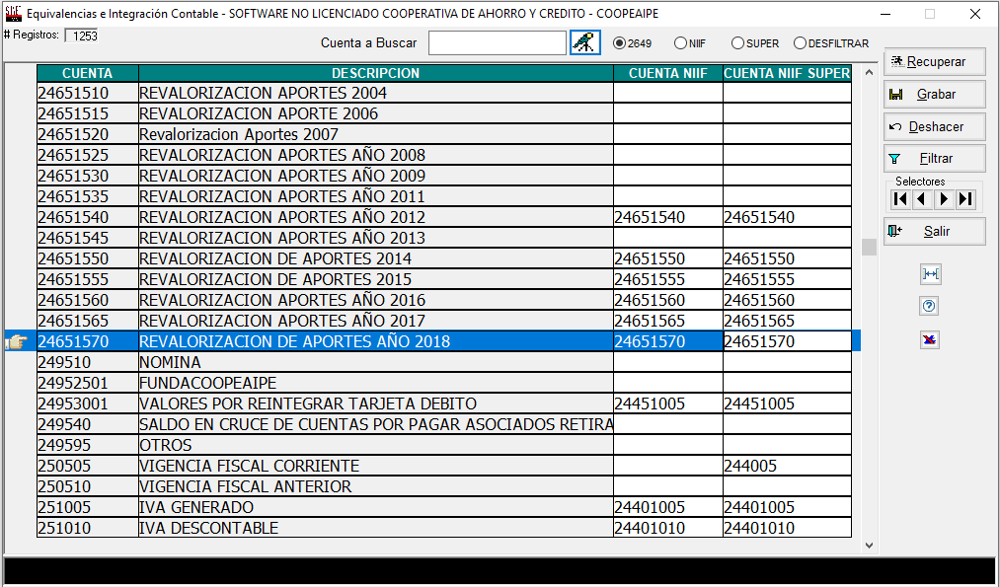 Equivalencias e Integración Contable - SOFTWARE NO LICENCIADO COOPERATIVA DE AHORRO Y CREDITO - COOPEAIPE
# Registros: 1253
Cuenta a Buscar 2649 NIIF SUPER DESFILTRAR
CUENTA DESCRIPCION CUENTA NIIF CUENTA NIIF SUPER
24651510 REVALORIZACION APORTES 2004
24651515 REVALORIZACION APORTE 2006
24651520 Revalorizacion Aportes 2007
24651525 REVALORIZACION APORTES AÑO 2008
24651530 REVALORIZACION APORTES AÑO 2009
24651535 REVALORIZACION APORTES AÑO 2011
24651540 REVALORIZACION APORTES AÑO 2012 24651540 24651540
24651545 REVALORIZACION APORTES AÑO 2013
24651550 REVALORIZACION DE APORTES 2014 24651550 24651550
24651555 REVALORIZACION DE APORTES 2015 24651555 24651555
24651560 REVALORIZACION APORTES AÑO 2016 24651560 24651560
24651565 REVALORIZACION APORTES AÑO 2017 24651565 24651565
24651570 REVALORIZACION DE APORTES AÑO 2018 24651570 24651570
249510 NOMINA
24952501 FUNDACOOPEAIPE
24953001 VALORES POR REINTEGRAR TARJETA DEBITO 24451005 24451005
249540 SALDO EN CRUCE DE CUENTAS POR PAGAR ASOCIADOS RETIRA
249595 OTROS
250505 VIGENCIA FISCAL CORRIENTE 244005
250510 VIGENCIA FISCAL ANTERIOR
251005 IVA GENERADO 24401005 24401005
251010 IVA DESCONTABLE 24401010 24401010
Recuperar
Grabar
Deshacer
Filtrar
Selectores
Salir